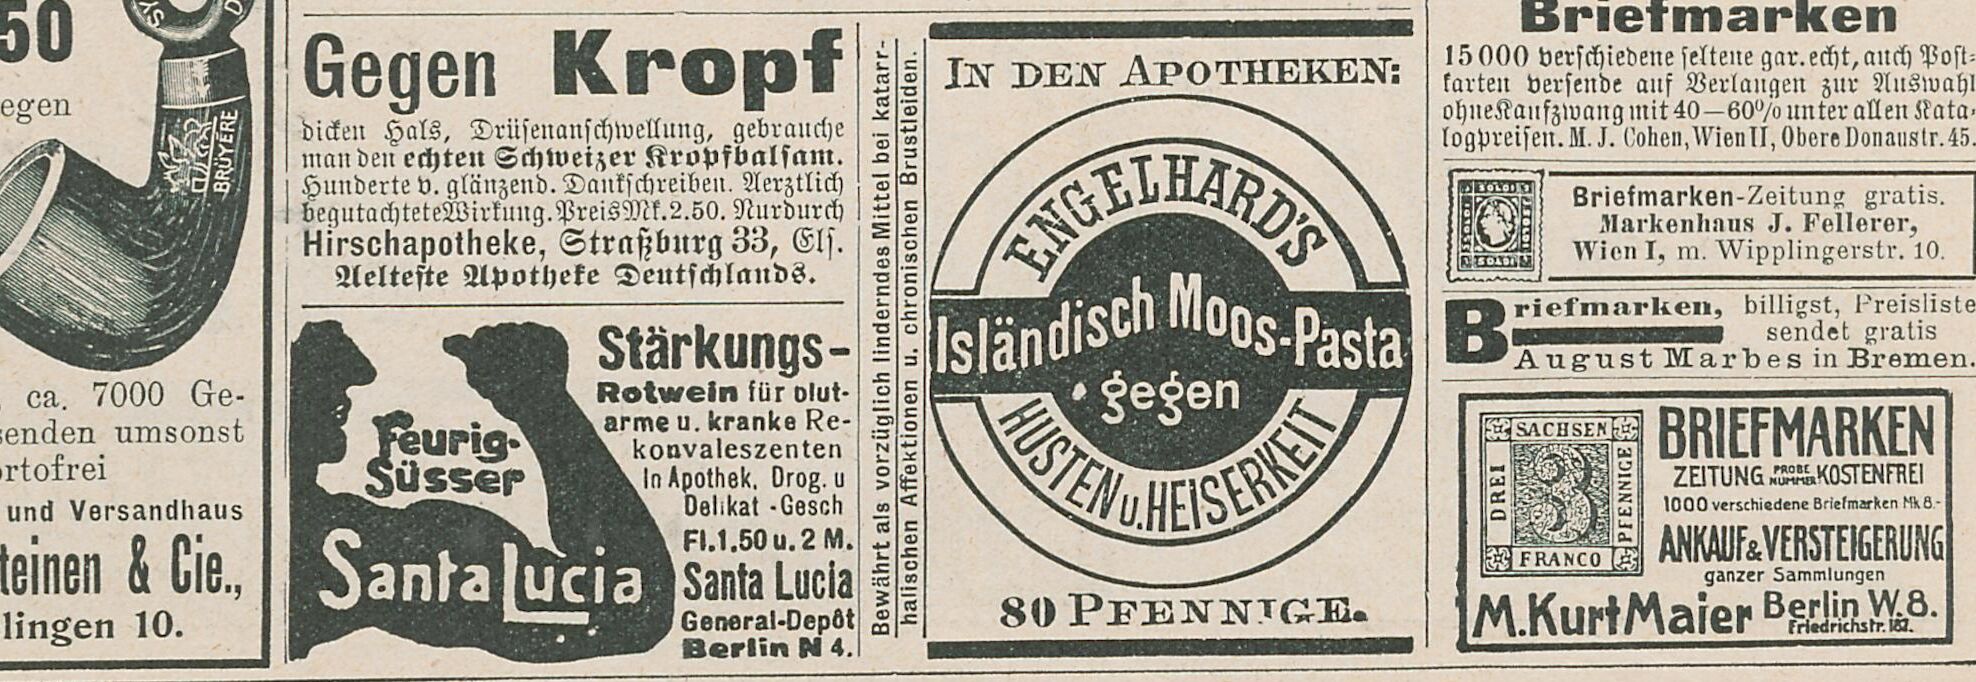 50
egen
BRÜYÈRE
ca. 7000 Ge-
senden umsonst
ortofrei
und Versandhaus
teinen & Cie.,
lingen 10.
Gegen Kropf
dicken Hals, Drüsenanschwellung, gebrauche
man den echten Schweizer Kropfbalsam.
Hunderte v. glänzend. Dankschreiben. Aerztlich
begutachtete Wirkung. Preis Mk. 2.50. Nur durch
Hirschapotheke, Straßburg 33, Els.
Aelteste Apotheke Deutschlands.
Feurig-
Süsser
Santa Lucia
Stärkungs-
Rotwein für blut-
arme u. kranke Re-
konvaleszenten
In Apothek. Drog. u
Delikat-Gesch
Fl.1.50 u. 2 M.
Santa Lucia
General-Depôt
Berlin N 4.
Bewährt als vorzüglich linderndes Mittel bei katarr-
halischen Affektionen u. chronischen Brustleiden.
IN DEN APOTHEKEN:
ENGELHARD'S
Isländisch Moos-Pasta
gegen
HUSTEN u. HEISERKEIT
80 PFENNIGE.
Briefmarken
15 000 verschiedene seltene gar. echt, auch Post-
karten versende auf Verlangen zur Auswahl
ohne Kaufzwang mit 40—60% unter allen Kata-
logpreisen. M. J. Cohen, Wien II, Obere Donaustr. 45.
Briefmarken-Zeitung gratis.
Markenhaus J. Fellerer,
Wien I, m. Wipplingerstr. 10.
Briefmarken, billigst, Preisliste
sendet gratis
August Marbes in Bremen.
SACHSEN
DREI
3
PFENNIGE
FRANCO
BRIEFMARKEN
ZEITUNG PROBE NUMMER KOSTENFREI
1000 verschiedene Briefmarken Mk 8.-
ANKAUF & VERSTEIGERUNG
ganzer Sammlungen
M. Kurt Maier Berlin W. 8.
Friedrichstr.